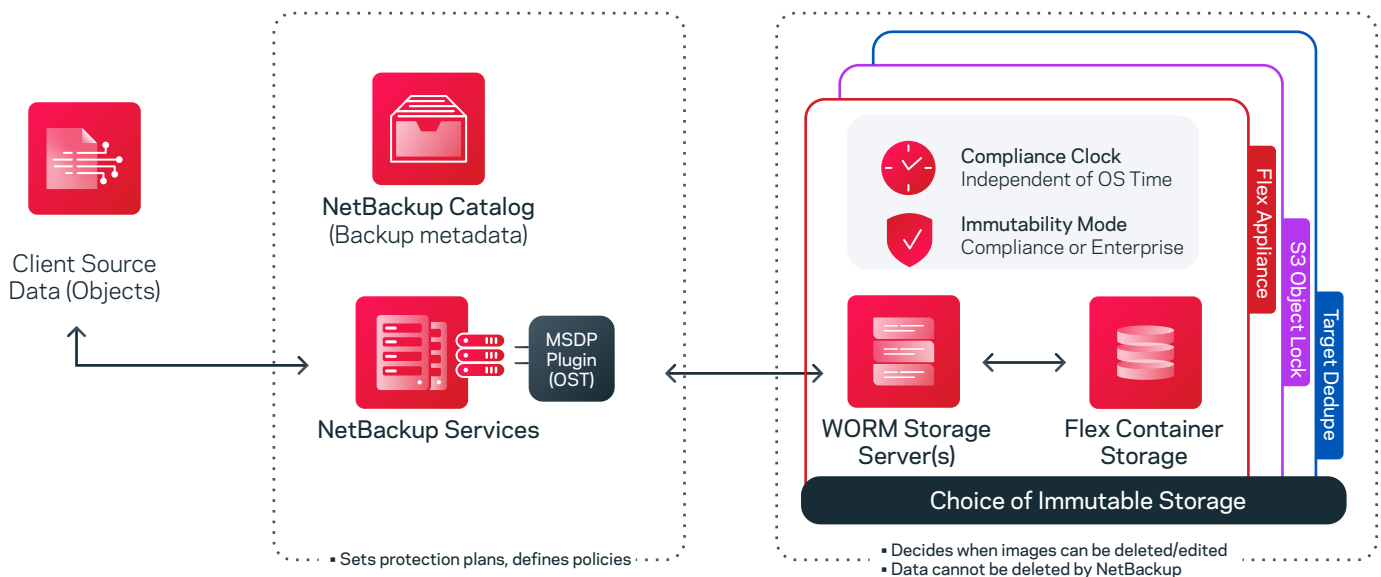 Client Source
Data (Objects)
NetBackup Catalog
(Backup metadata)
MSDP
Plugin
(OST)
NetBackup Services
▪ Sets protection plans, defines policies
Compliance Clock
Independent of OS Time
Immutability Mode
Compliance or Enterprise
WORM Storage
Server(s)
Flex Container
Storage
Flex Appliance
S3 Object Lock
Target Dedupe
Choice of Immutable Storage
▪ Decides when images can be deleted/edited
▪ Data cannot be deleted by NetBackup